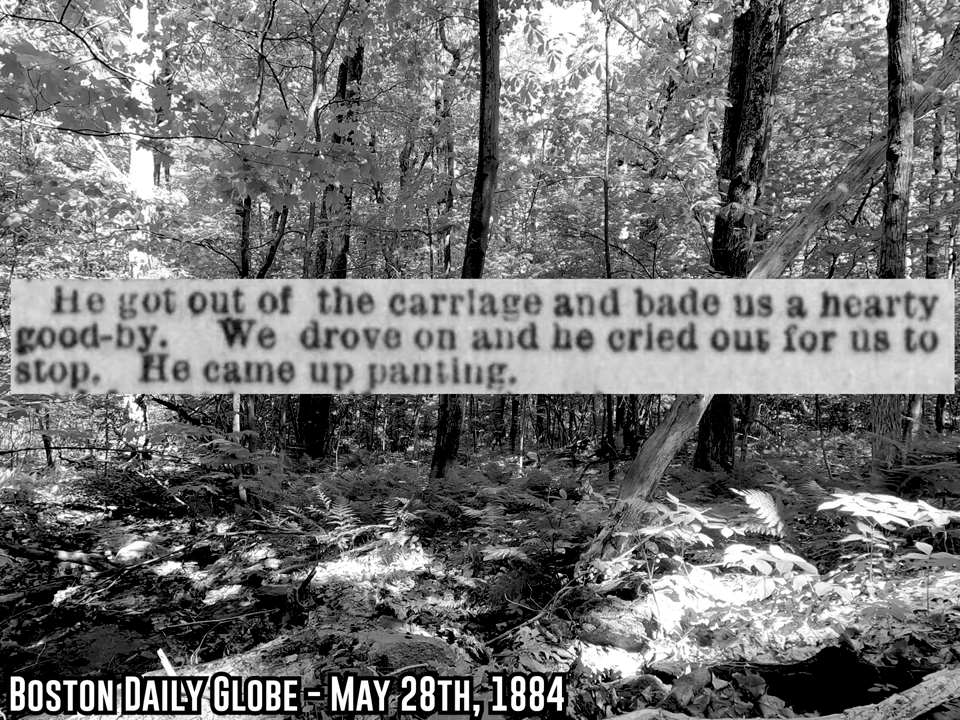 He got out of the carriage and bade us a hearty
good-by. We drove on and he cried out for us to
stop. He came up panting.
BOSTON DAILY GLOBE - MAY 28TH, 1884